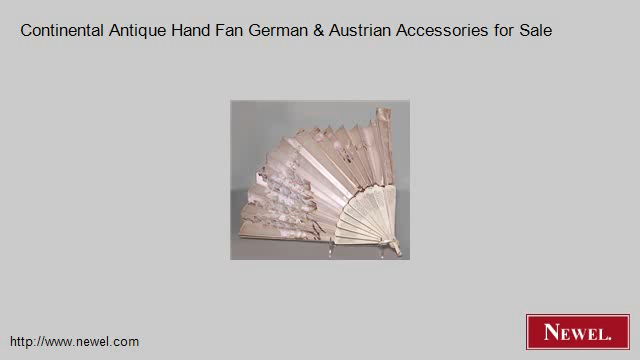 Continental Antique Hand Fan German & Austrian Accessories for Sale
NEWEL.
http://www.newel.com